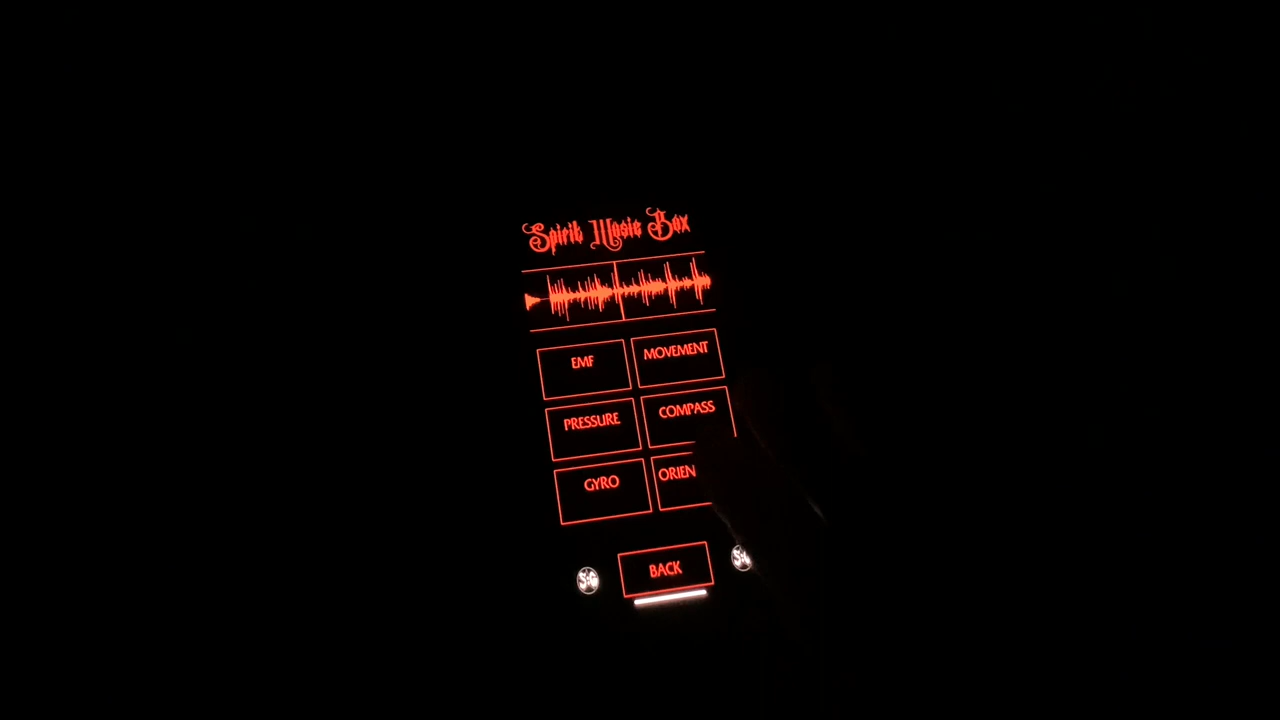 Spirit Music Box
EMF
MOVEMENT
PRESSURE
COMPASS
GYRO
ORIEN
BACK